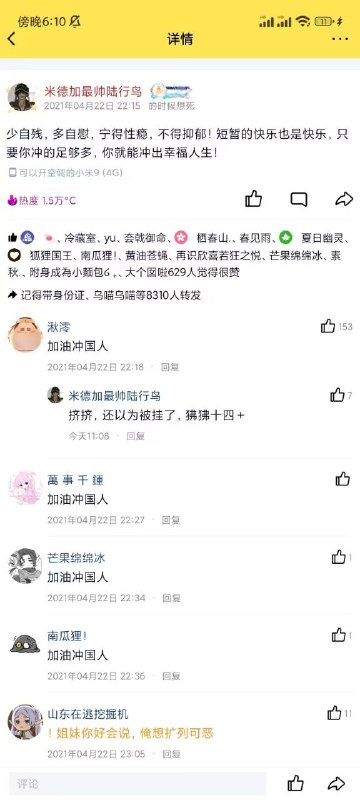 傍晚6:10
详情
米德加最帅陆行鸟
2021年04月22日 22:15 的时候想死
少自残，多自慰，宁得性瘾，不得抑郁！短暂的快乐也是快乐，只
要你冲的足够多，你就能冲出幸福人生！
可以开空调的小米9 (4G)
热度 1.5万°C
、冷藏室、yu、会戟御命、 栖春山、春见雨、 夏日幽灵、
狐狸国王、南瓜狸!、黄油苍蝇、再识欣喜若狂之悦、芒果绵绵冰、素
秋、附身成為小麵包6，、大个囡啦629人觉得很赞
记得带身份证、乌喵乌喵等8310人转发
湫澪
153
加油冲国人
2021年04月22日 22:18 · 回复
米德加最帅陆行鸟
7
挤挤，还以为被挂了，狒狒十四＋
今天11:08 · 回复
萬 事 千 鍾
加油冲国人
2021年04月22日 22:27 · 回复
芒果绵绵冰
1
加油冲国人
2021年04月22日 22:34 · 回复
南瓜狸!
1
加油冲国人
2021年04月22日 22:36 · 回复
山东在逃挖掘机
11
！姐妹你好会说，俺想扩列可恶
2021年04月22日 23:05 · 回复
评论